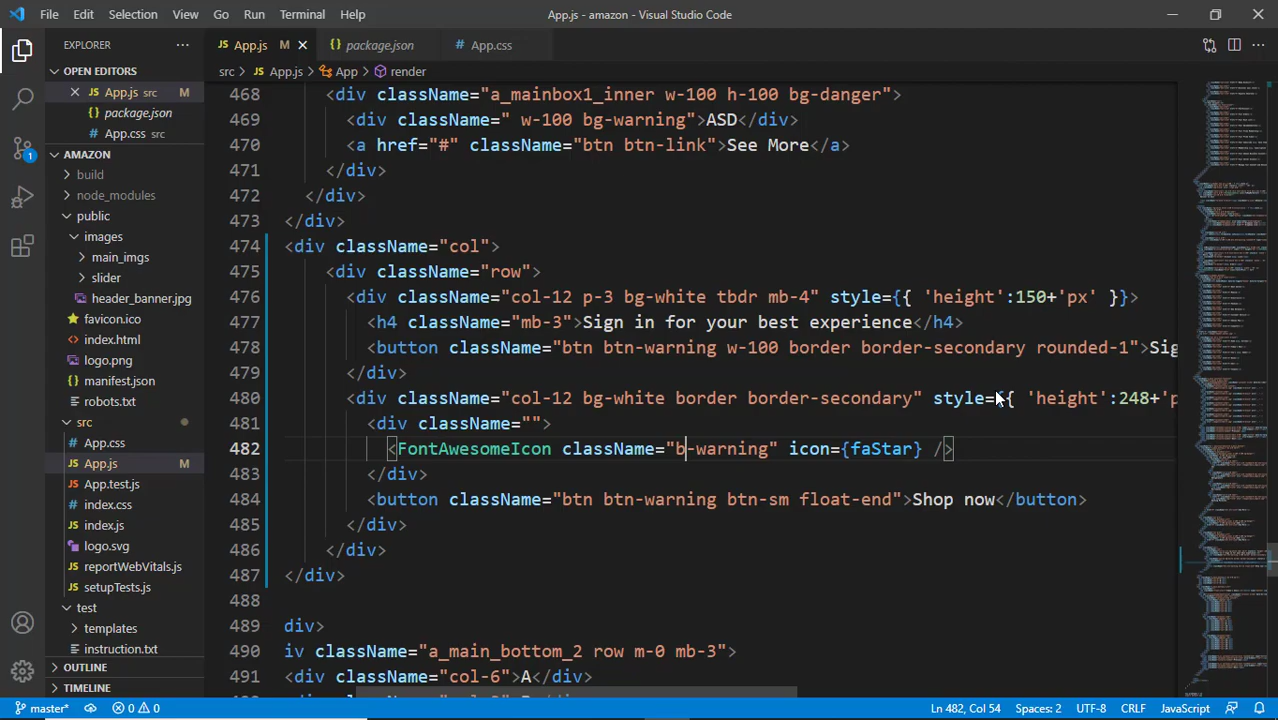 File Edit Selection View Go Run Terminal Help App.js - amazon - Visual Studio Code
EXPLORER
OPEN EDITORS
App.js src M
package.json
App.css src
AMAZON
build
node_modules
public
images
main_imgs
slider
header_banner.jpg
favicon.ico
index.html
logo.png
manifest.json
robots.txt
src
App.css
App.js M
App.test.js
index.css
index.js
logo.svg
reportWebVitals.js
setupTests.js
test
templates
instruction.txt
OUTLINE
TIMELINE
App.js M package.json App.css
src > App.js > App > render
468 <div className="a_mainbox1_inner w-100 h-100 bg-danger">
469 <div className=" w-100 bg-warning">ASD</div>
470 <a href="#" className="btn btn-link">See More</a>
471 </div>
472 </div>
473 </div>
474 <div className="col">
475 <div className="row">
476 <div className="col-12 p-3 bg-white tbdr mb-4" style={{ 'height':150+'px' }}>
477 <h4 className="mb-3">Sign in for your best experience</h4>
478 <button className="btn btn-warning w-100 border border-secondary rounded-1">Sig
479 </div>
480 <div className="col-12 bg-white border border-secondary" style={{ 'height':248+'p
481 <div className="">
482 <FontAwesomeIcon className="b-warning" icon={faStar} />
483 </div>
484 <button className="btn btn-warning btn-sm float-end">Shop now</button>
485 </div>
486 </div>
487 </div>
488
489 div>
490 iv className="a_main_bottom_2 row m-0 mb-3">
491 <div className="col-6">A</div>
1
master* 0 0 Ln 482, Col 54 Spaces: 2 UTF-8 CRLF JavaScript